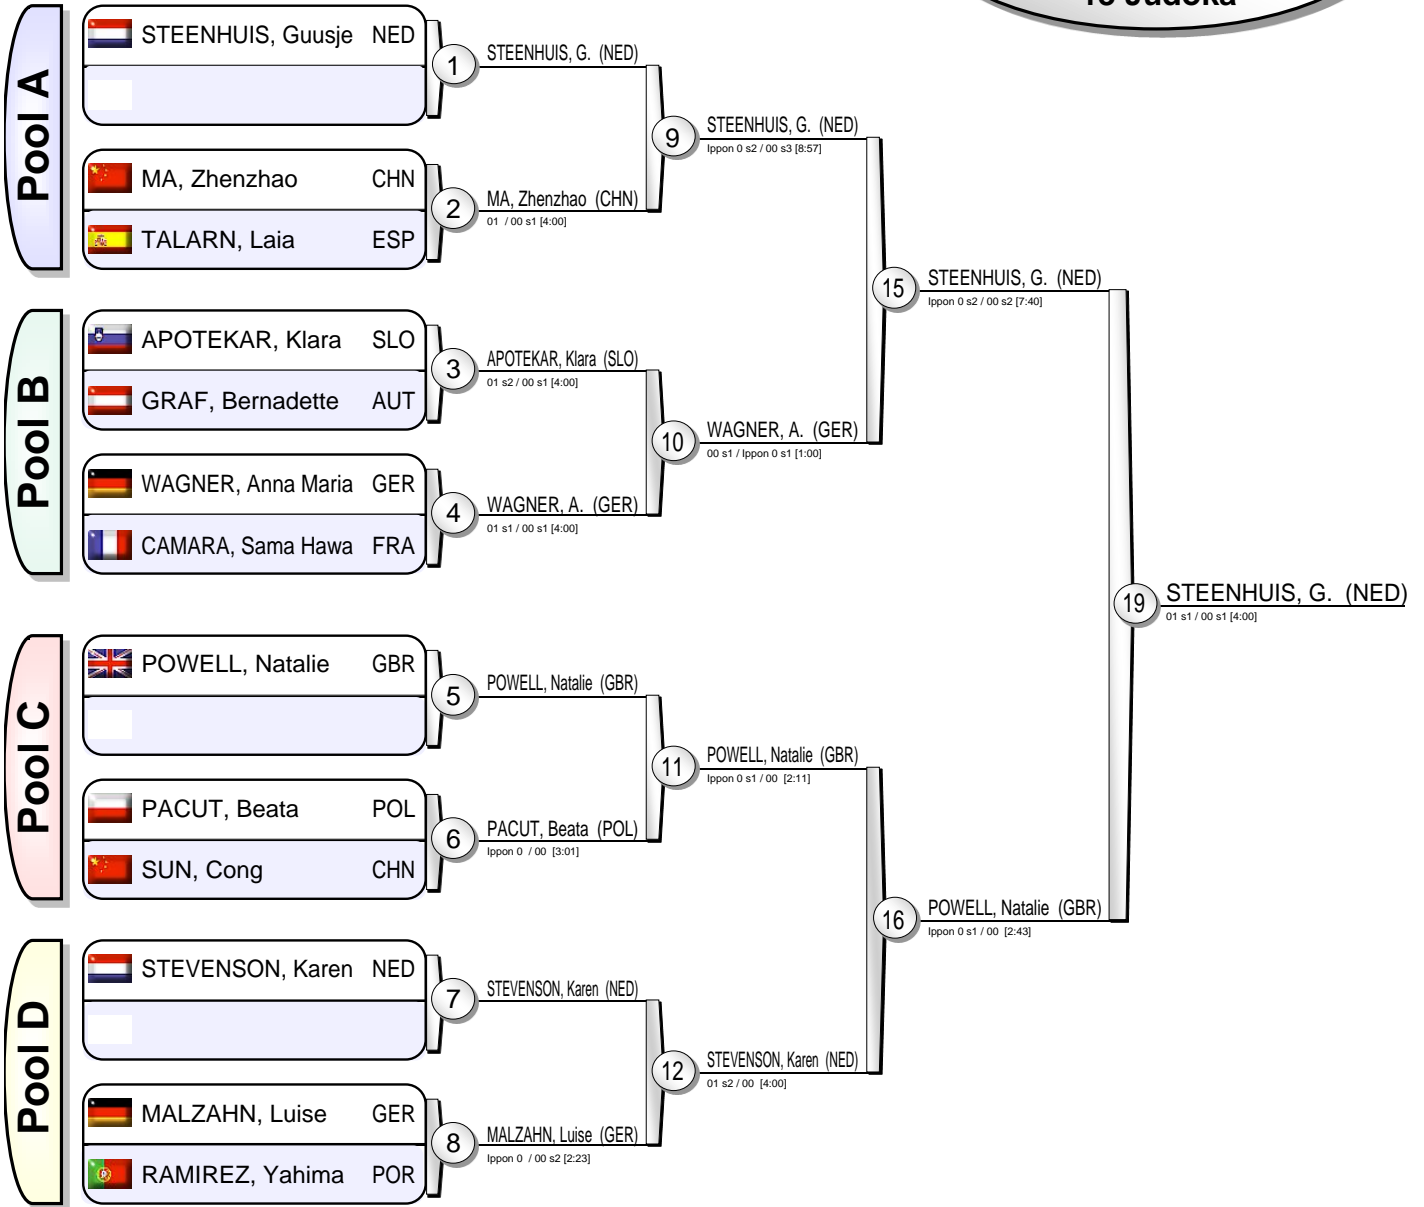 13 Judoka
Pool A
STEENHUIS, Guusje NED
MA, Zhenzhao CHN
TALARN, Laia ESP
Pool B
APOTEKAR, Klara SLO
GRAF, Bernadette AUT
WAGNER, Anna Maria GER
CAMARA, Sama Hawa FRA
Pool C
POWELL, Natalie GBR
PACUT, Beata POL
SUN, Cong CHN
Pool D
STEVENSON, Karen NED
MALZAHN, Luise GER
RAMIREZ, Yahima POR
1
STEENHUIS, G. (NED)
2
MA, Zhenzhao (CHN)
01 / 00 s1 [4:00]
3
APOTEKAR, Klara (SLO)
01 s2 / 00 s1 [4:00]
4
WAGNER, A. (GER)
01 s1 / 00 s1 [4:00]
5
POWELL, Natalie (GBR)
6
PACUT, Beata (POL)
Ippon 0 / 00 [3:01]
7
STEVENSON, Karen (NED)
8
MALZAHN, Luise (GER)
Ippon 0 / 00 s2 [2:23]
9
STEENHUIS, G. (NED)
Ippon 0 s2 / 00 s3 [8:57]
10
WAGNER, A. (GER)
00 s1 / Ippon 0 s1 [1:00]
11
POWELL, Natalie (GBR)
Ippon 0 s1 / 00 [2:11]
12
STEVENSON, Karen (NED)
01 s2 / 00 [4:00]
15
STEENHUIS, G. (NED)
Ippon 0 s2 / 00 s2 [7:40]
16
POWELL, Natalie (GBR)
Ippon 0 s1 / 00 [2:43]
19
STEENHUIS, G. (NED)
01 s1 / 00 s1 [4:00]